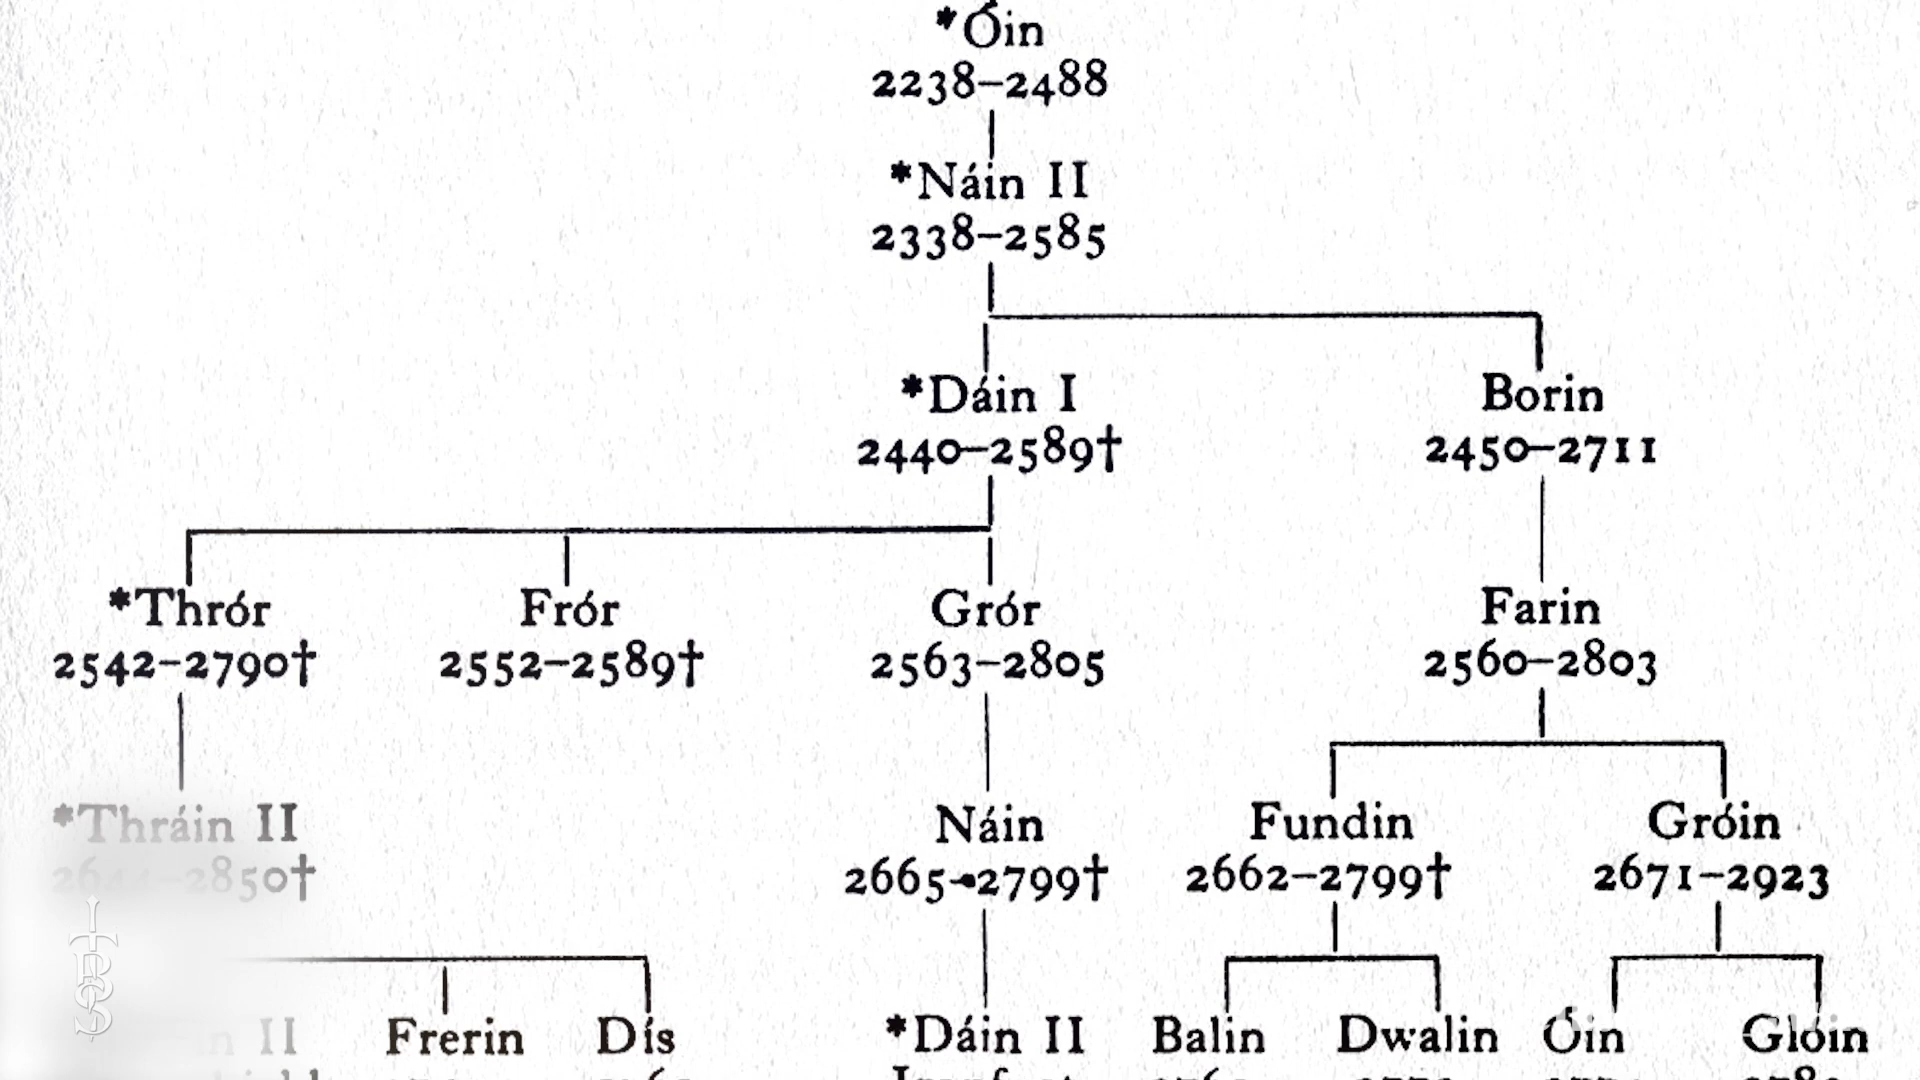 *Óin
2238–2488
*Náin II
2338–2585
*Dáin I
Borin
2440–2589†
2450–2711
*Thrór
Frór
Grór
Farin
2542–2790†
2552–2589†
2563–2805
2560–2803
*Thráin II
Náin
Fundin
Gróin
2644–2850†
2665–2799†
2662–2799†
2671–2923
II
Frerin
Dís
*Dáin II
Balin
Dwalin
Óin
Glóin